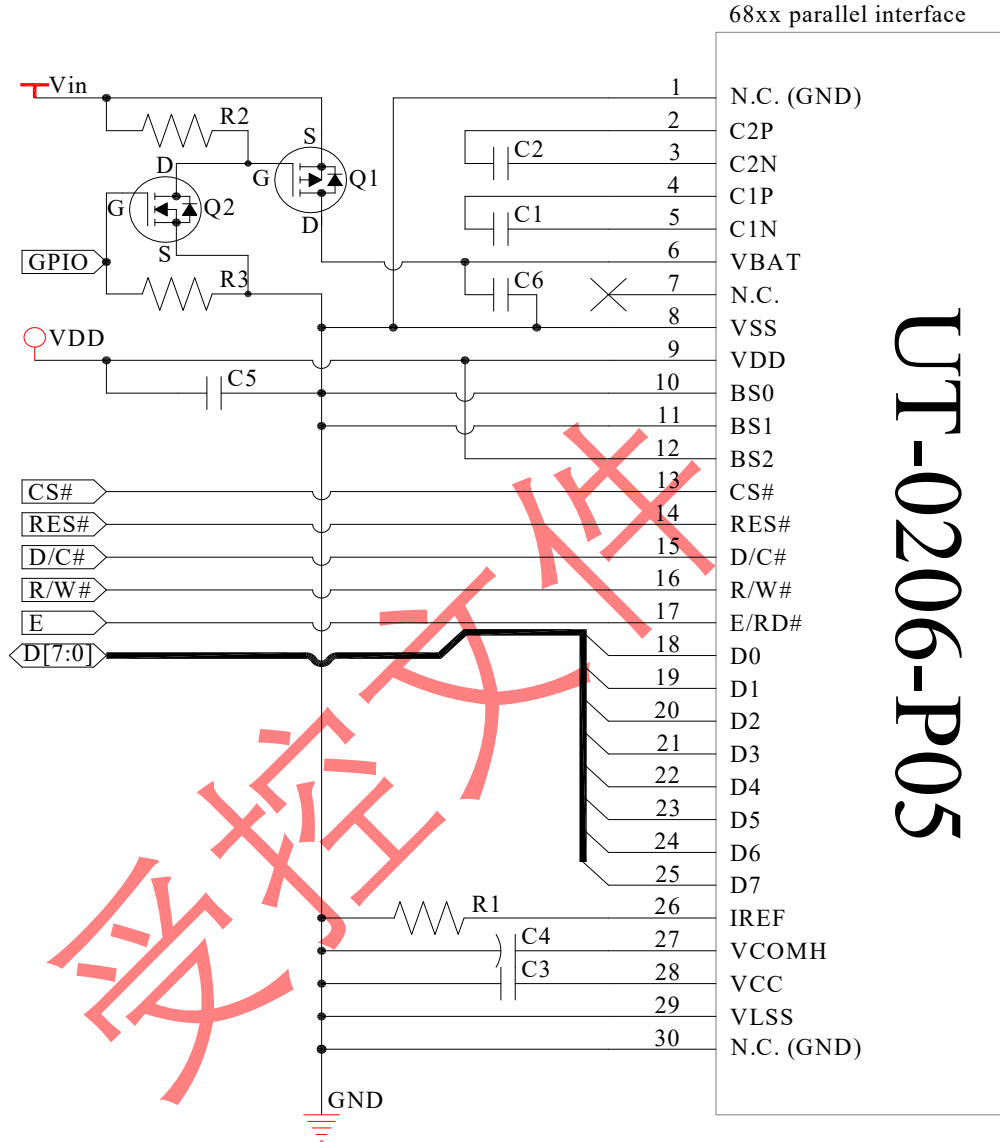 68xx parallel interface
Vin
R2
S
D
G
Q1
G
Q2
D
S
GPIO
R3
VDD
C5
C2
C1
C6
1 N.C. (GND)
2 C2P
3 C2N
4 C1P
5 C1N
6 VBAT
7 N.C.
8 VSS
9 VDD
10 BS0
11 BS1
12 BS2
CS# 13 CS#
RES# 14 RES#
D/C# 15 D/C#
R/W# 16 R/W#
E 17 E/RD#
D[7:0] 18 D0
19 D1
20 D2
21 D3
22 D4
23 D5
24 D6
25 D7
R1 26 IREF
C4 27 VCOMH
C3 28 VCC
29 VLSS
30 N.C. (GND)
GND
UT-0206-P05
受控文件